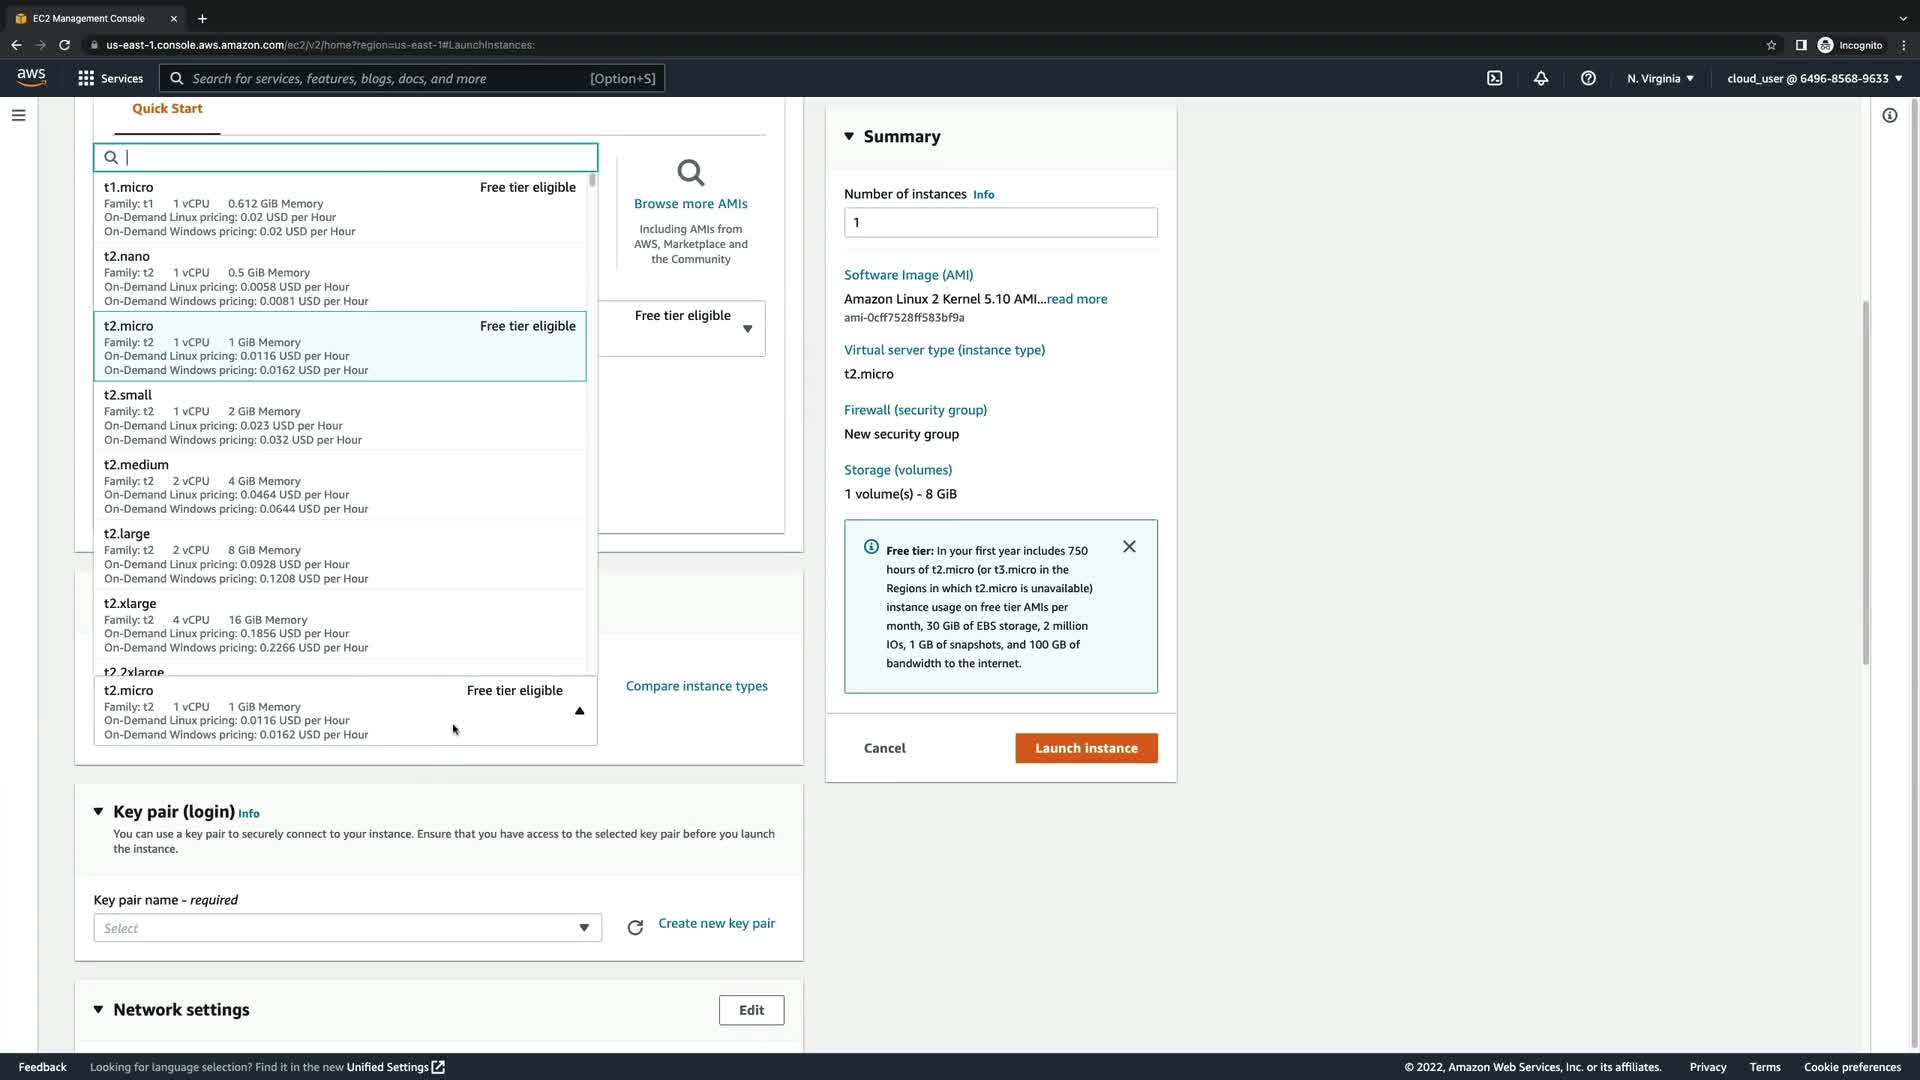 EC2 Management Console
us-east-1.console.aws.amazon.com/ec2/v2/home?region=us-east-1#LaunchInstances:
Incognito
aws
Services
Search for services, features, blogs, docs, and more
[Option+S]
N. Virginia
cloud_user @ 6496-8568-9633
Quick Start
t1.micro
Free tier eligible
Family: t1 1 vCPU 0.612 GiB Memory
On-Demand Linux pricing: 0.02 USD per Hour
On-Demand Windows pricing: 0.02 USD per Hour
t2.nano
Family: t2 1 vCPU 0.5 GiB Memory
On-Demand Linux pricing: 0.0058 USD per Hour
On-Demand Windows pricing: 0.0081 USD per Hour
t2.micro
Free tier eligible
Family: t2 1 vCPU 1 GiB Memory
On-Demand Linux pricing: 0.0116 USD per Hour
On-Demand Windows pricing: 0.0162 USD per Hour
t2.small
Family: t2 1 vCPU 2 GiB Memory
On-Demand Linux pricing: 0.023 USD per Hour
On-Demand Windows pricing: 0.032 USD per Hour
t2.medium
Family: t2 2 vCPU 4 GiB Memory
On-Demand Linux pricing: 0.0464 USD per Hour
On-Demand Windows pricing: 0.0644 USD per Hour
t2.large
Family: t2 2 vCPU 8 GiB Memory
On-Demand Linux pricing: 0.0928 USD per Hour
On-Demand Windows pricing: 0.1208 USD per Hour
t2.xlarge
Family: t2 4 vCPU 16 GiB Memory
On-Demand Linux pricing: 0.1856 USD per Hour
On-Demand Windows pricing: 0.2266 USD per Hour
t2.2xlarge
t2.micro
Free tier eligible
Family: t2 1 vCPU 1 GiB Memory
On-Demand Linux pricing: 0.0116 USD per Hour
On-Demand Windows pricing: 0.0162 USD per Hour
Browse more AMIs
Including AMIs from
AWS, Marketplace and
the Community
Free tier eligible
Compare instance types
Key pair (login) Info
You can use a key pair to securely connect to your instance. Ensure that you have access to the selected key pair before you launch
the instance.
Key pair name - required
Select
Create new key pair
Network settings
Edit
Summary
Number of instances Info
1
Software Image (AMI)
Amazon Linux 2 Kernel 5.10 AMI...read more
ami-0cff7528ff583bf9a
Virtual server type (instance type)
t2.micro
Firewall (security group)
New security group
Storage (volumes)
1 volume(s) - 8 GiB
Free tier: In your first year includes 750
hours of t2.micro (or t3.micro in the
Regions in which t2.micro is unavailable)
instance usage on free tier AMIs per
month, 30 GiB of EBS storage, 2 million
IOs, 1 GB of snapshots, and 100 GB of
bandwidth to the internet.
Cancel
Launch instance
Feedback
Looking for language selection? Find it in the new Unified Settings
© 2022, Amazon Web Services, Inc. or its affiliates.
Privacy
Terms
Cookie preferences